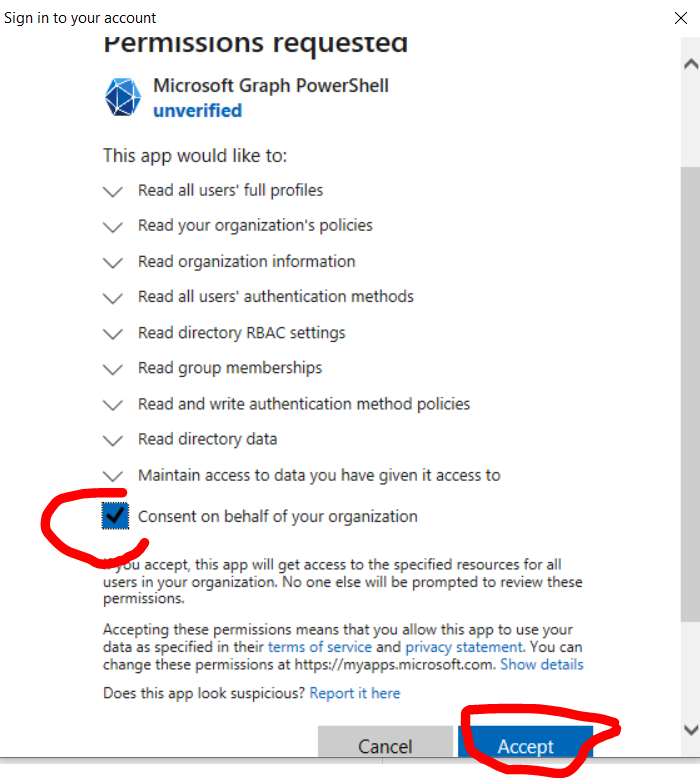 Sign in to your account
Permissions requested
Microsoft Graph PowerShell
unverified
This app would like to:
Read all users' full profiles
Read your organization's policies
Read organization information
Read all users' authentication methods
Read directory RBAC settings
Read group memberships
Read and write authentication method policies
Read directory data
Maintain access to data you have given it access to
Consent on behalf of your organization
If you accept, this app will get access to the specified resources for all
users in your organization. No one else will be prompted to review these
permissions.
Accepting these permissions means that you allow this app to use your
data as specified in their terms of service and privacy statement. You can
change these permissions at https://myapps.microsoft.com. Show details
Does this app look suspicious? Report it here
Cancel
Accept